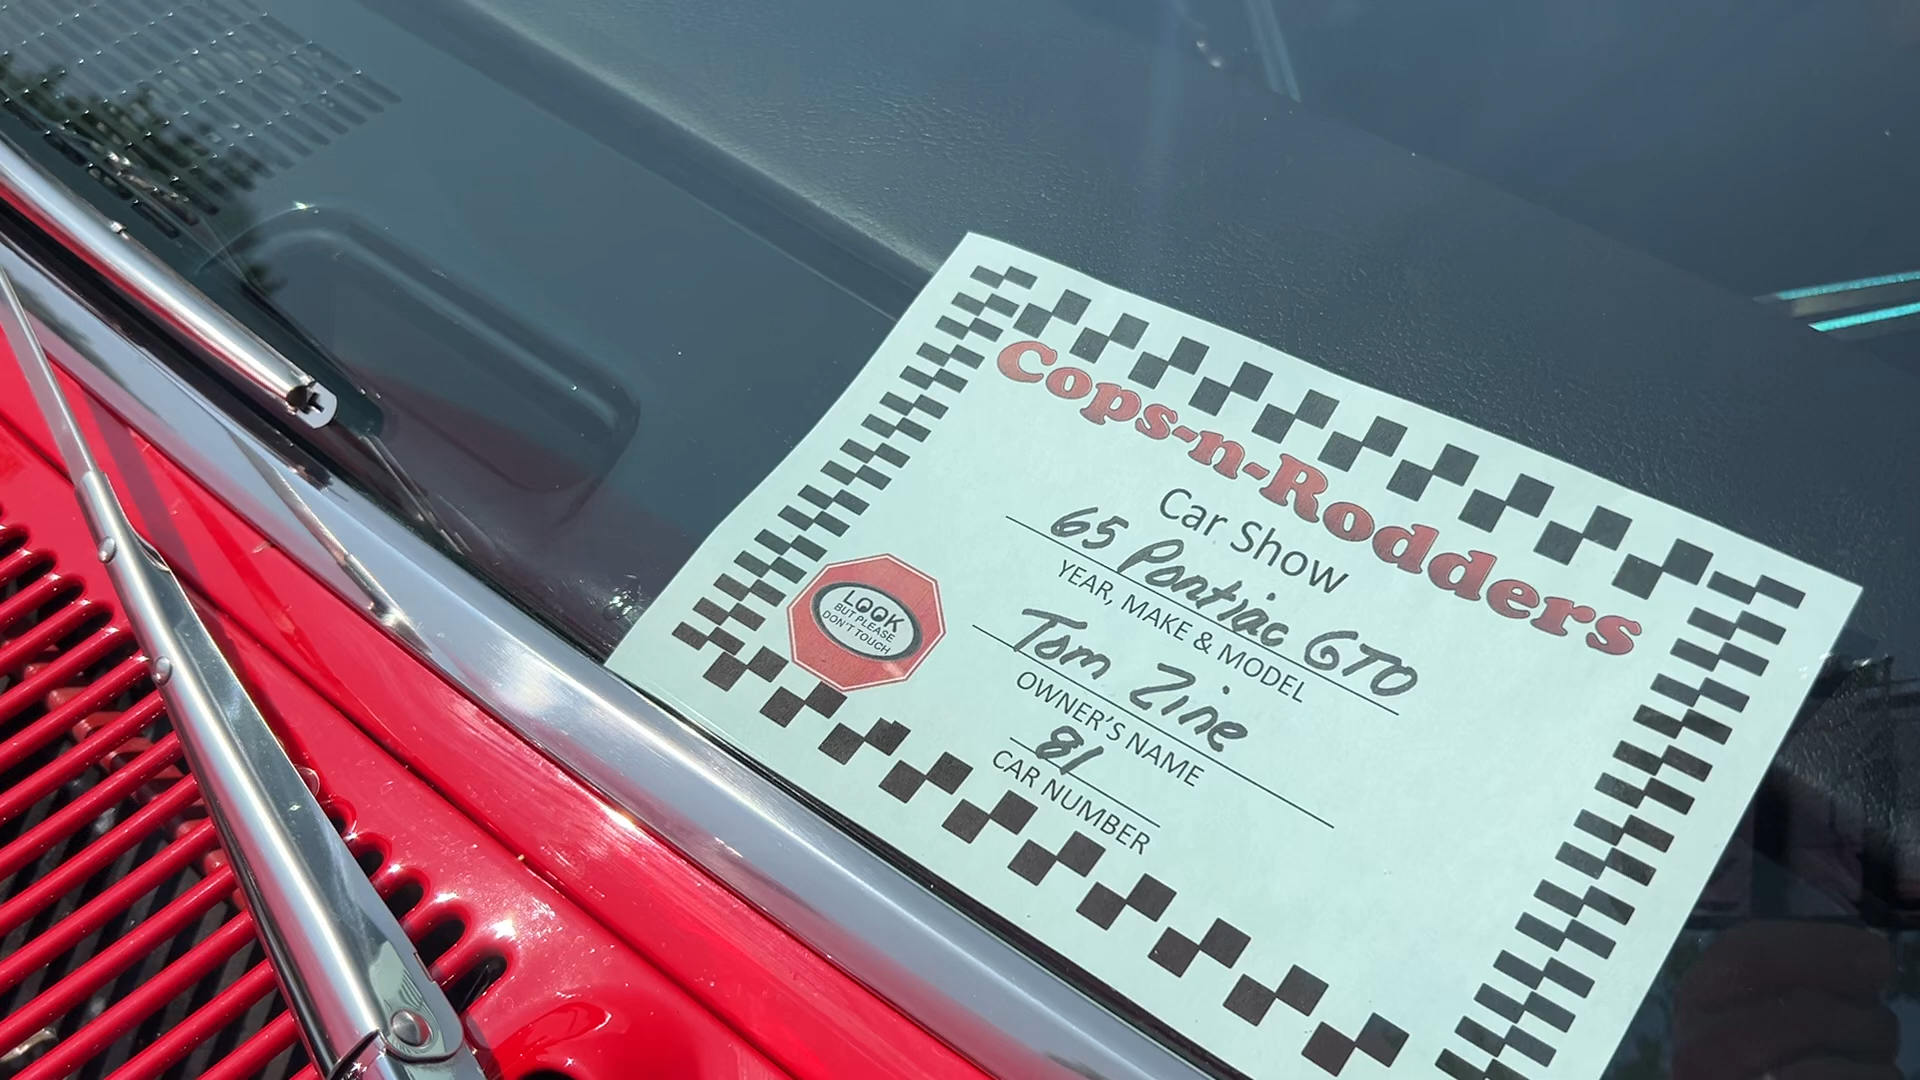 Cops-n-Rodders
Car Show
65 Pontiac GTO
YEAR, MAKE & MODEL
Tom Zine
OWNER'S NAME
81
CAR NUMBER
LOOK
BUT PLEASE
DON'T TOUCH